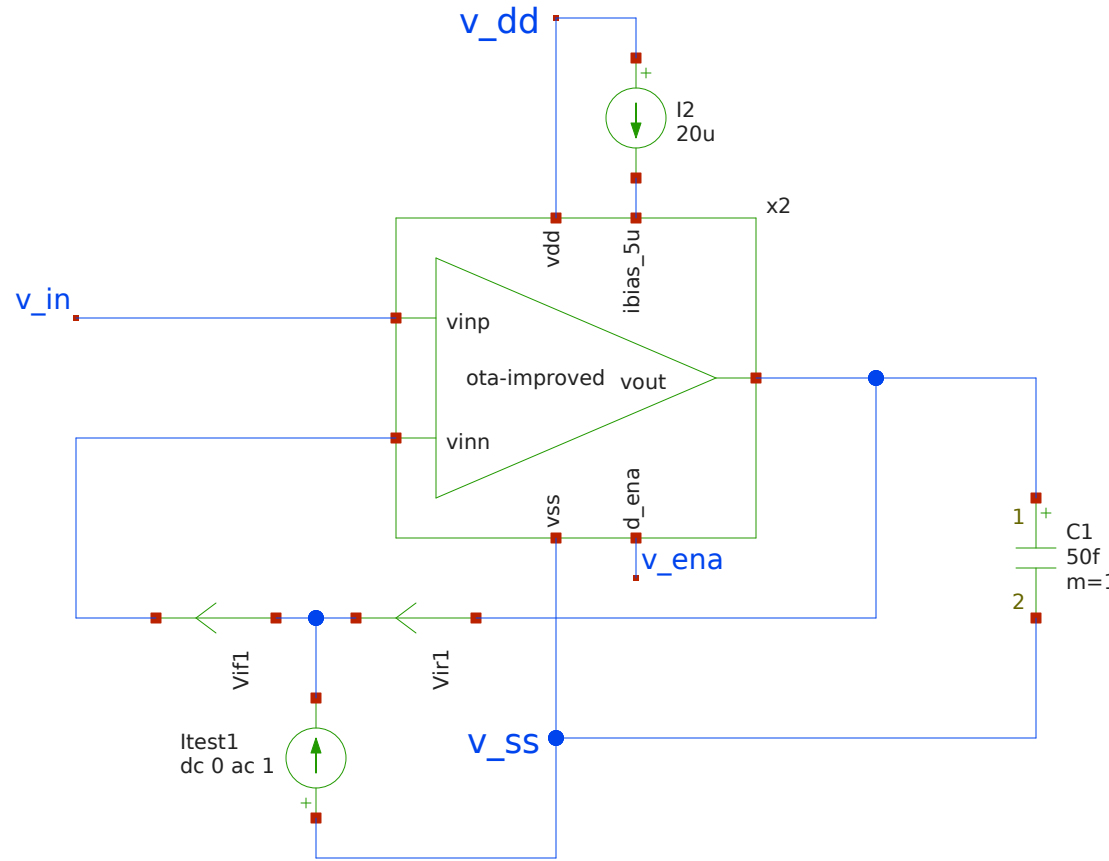 v_dd
+
I2
20u
x2
vdd
ibias_5u
v_in
vinp
ota-improved
vout
vinn
vss
d_ena
v_ena
1
+
C1
50f
2
Vif1
Vir1
Itest1
dc 0 ac 1
+
v_ss